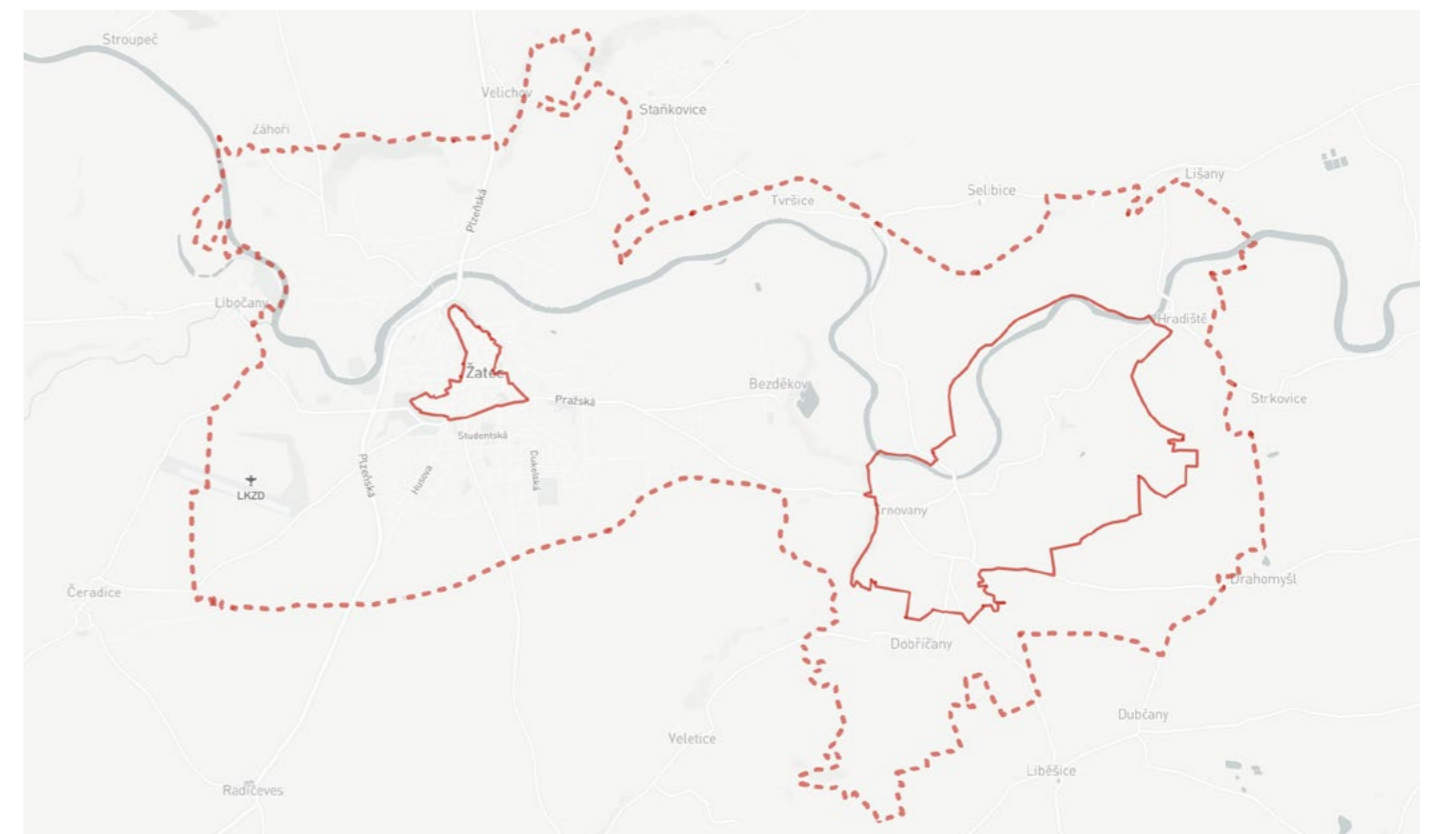 Stroupeč
Velichov
Staňkovice
Záhoří
Lišany
Selibice
Tvršice
Plzeňská
Libočany
Hradiště
Žatec
Bezděkov
Pražská
Strkovice
Studentská
Plzeňská
Husova
Dukelská
LKZD
rnovany
Čeradice
Drahomyšl
Dobříčany
Dubčany
Veletice
Liběšice
Radíčeves